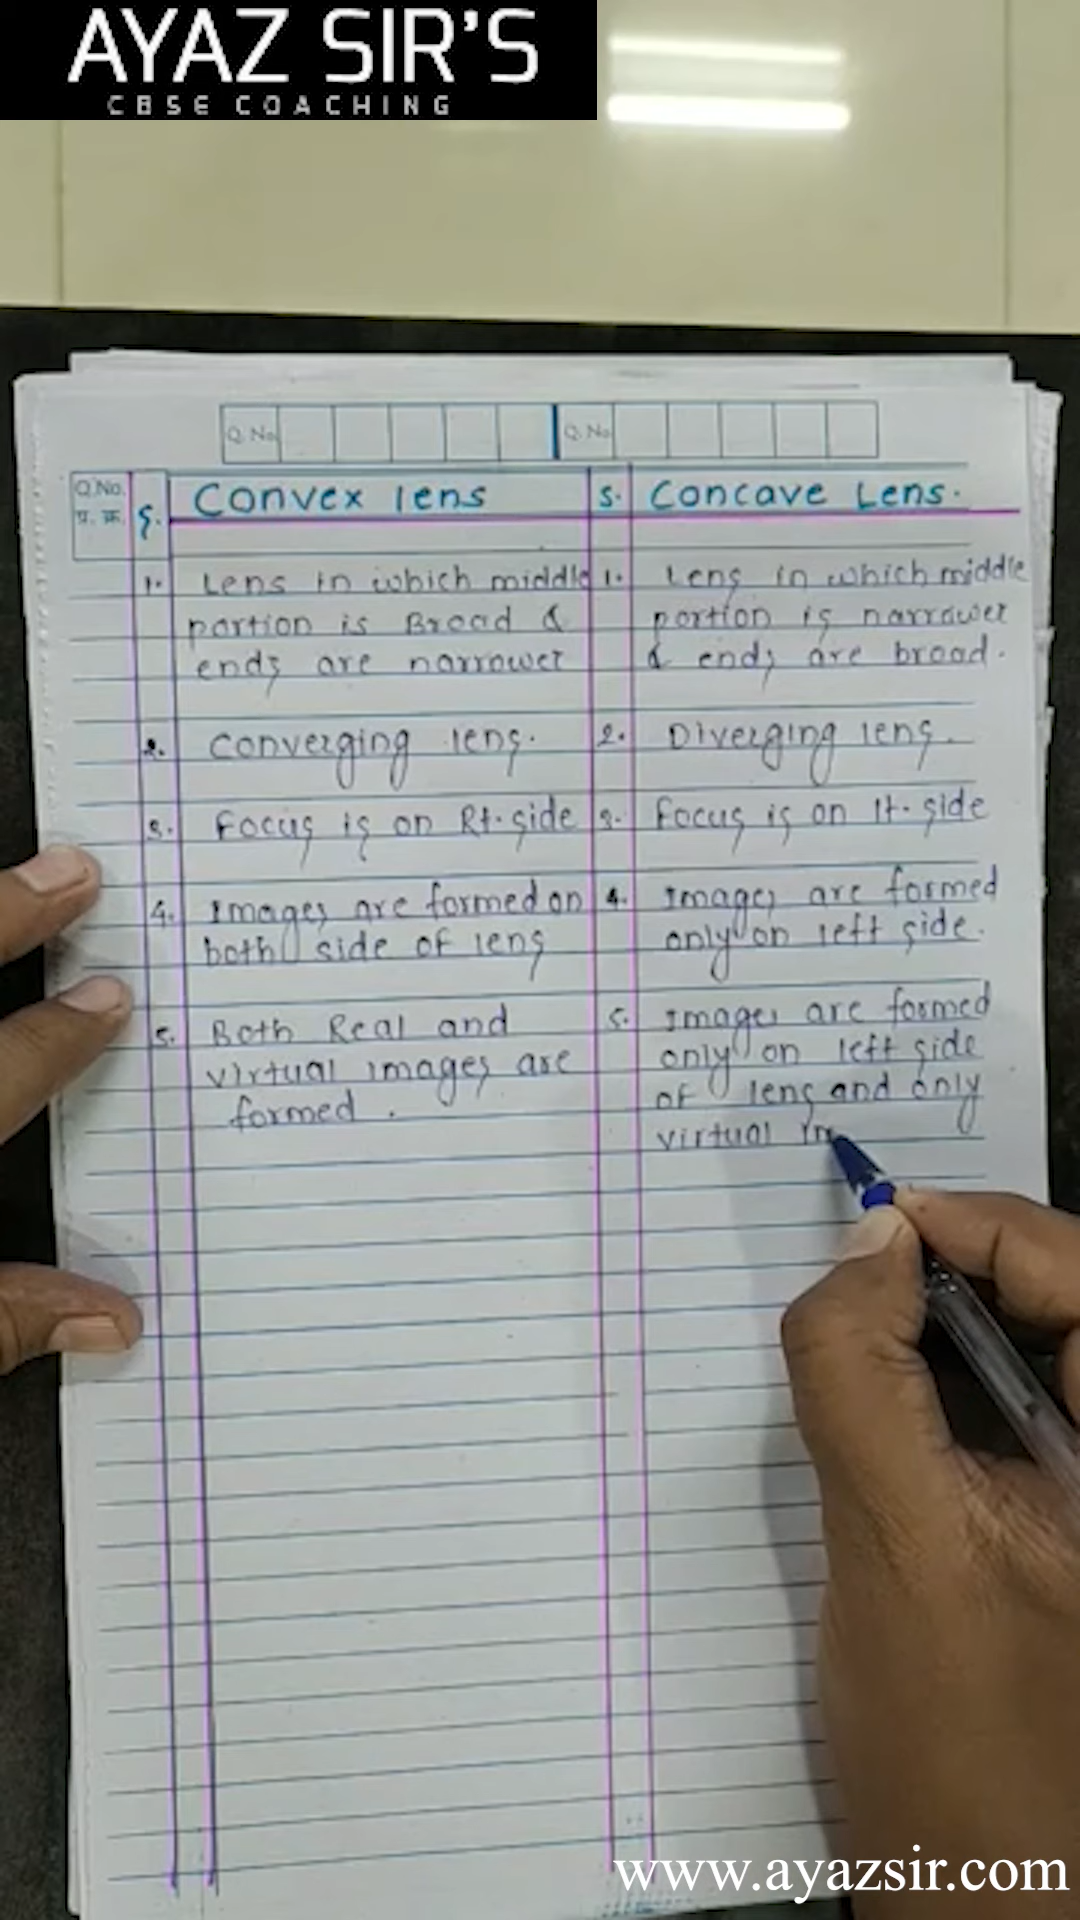 AYAZ SIR'S
CBSE COACHING
Q. No
Q. No
Q.No.
प्र. क्र.
S.
Convex lens
S.
Concave Lens.
1.
Lens in which middle
portion is Broad &
ends are narrower
1.
Lens in which middle
portion is narrower
& ends are broad.
2.
Converging lens.
2.
Diverging lens.
3.
Focus is on Rt. side
3.
Focus is on lt. side
4.
Images are formed on
both side of lens
4.
Images are formed
only on left side.
5.
Both Real and
virtual images are
formed.
5.
Images are formed
only on left side
of lens and only
virtual im
www.ayazsir.com